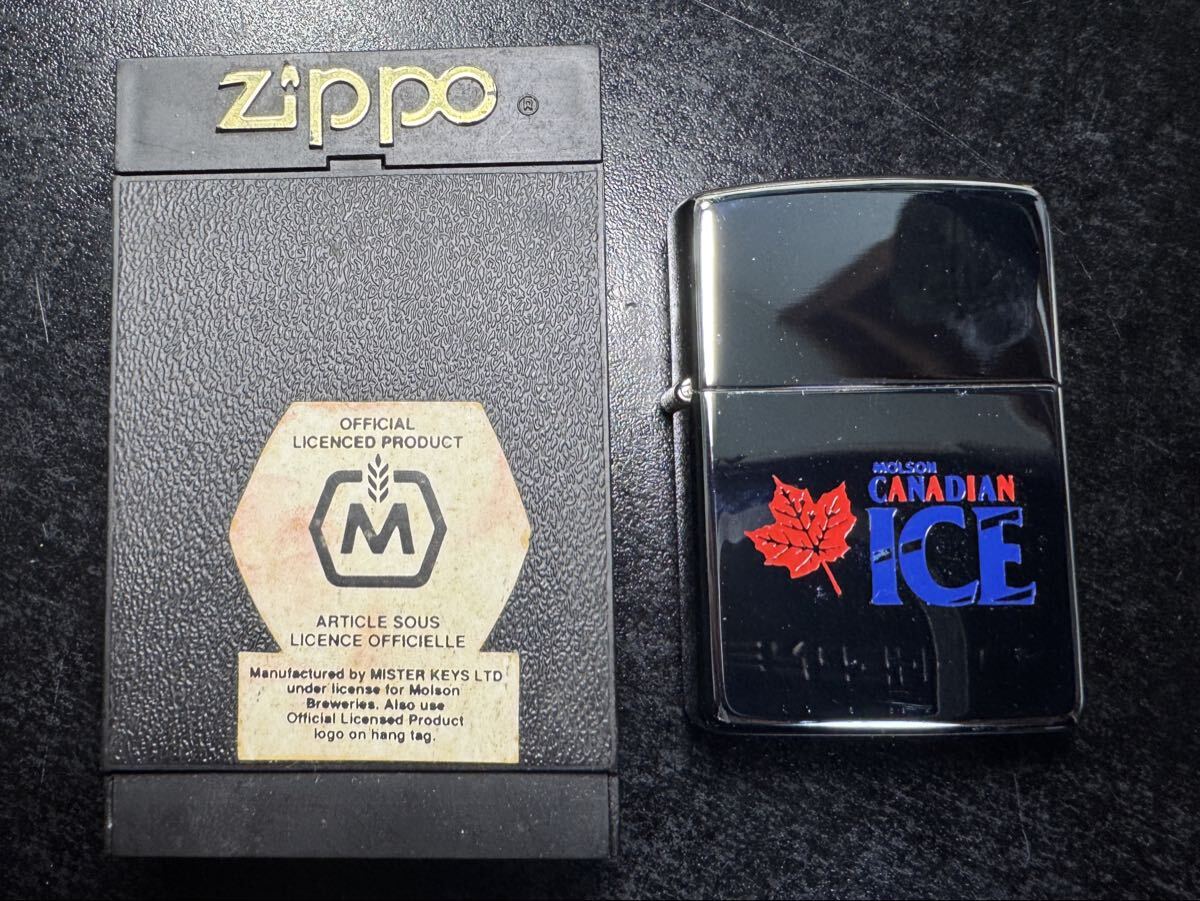 Zippo ®
OFFICIAL
LICENCED PRODUCT
M
ARTICLE SOUS
LICENCE OFFICIELLE
Manufactured by MISTER KEYS LTD
under license for Molson
Breweries. Also use
Official Licensed Product
logo on hang tag.
MOLSON
CANADIAN
ICE